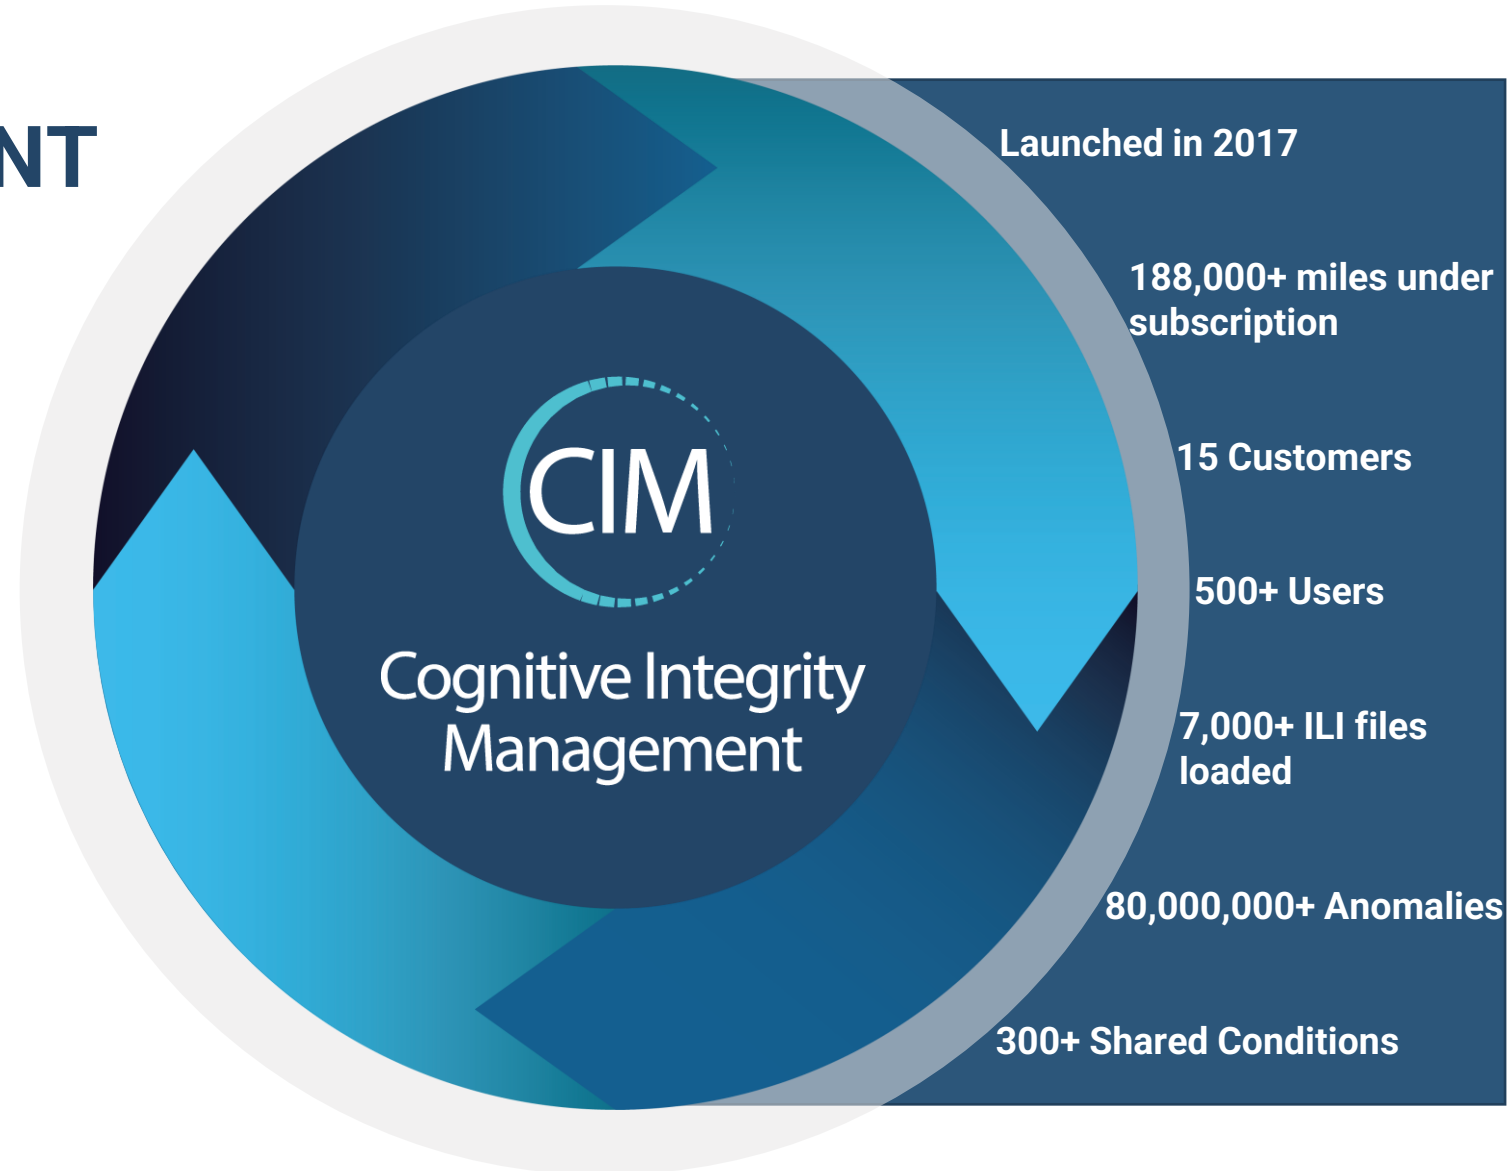 NT
Launched in 2017
188,000+ miles under
subscription
15 Customers
500+ Users
7,000+ ILI files
loaded
80,000,000+ Anomalies
300+ Shared Conditions
CIM
Cognitive Integrity
Management